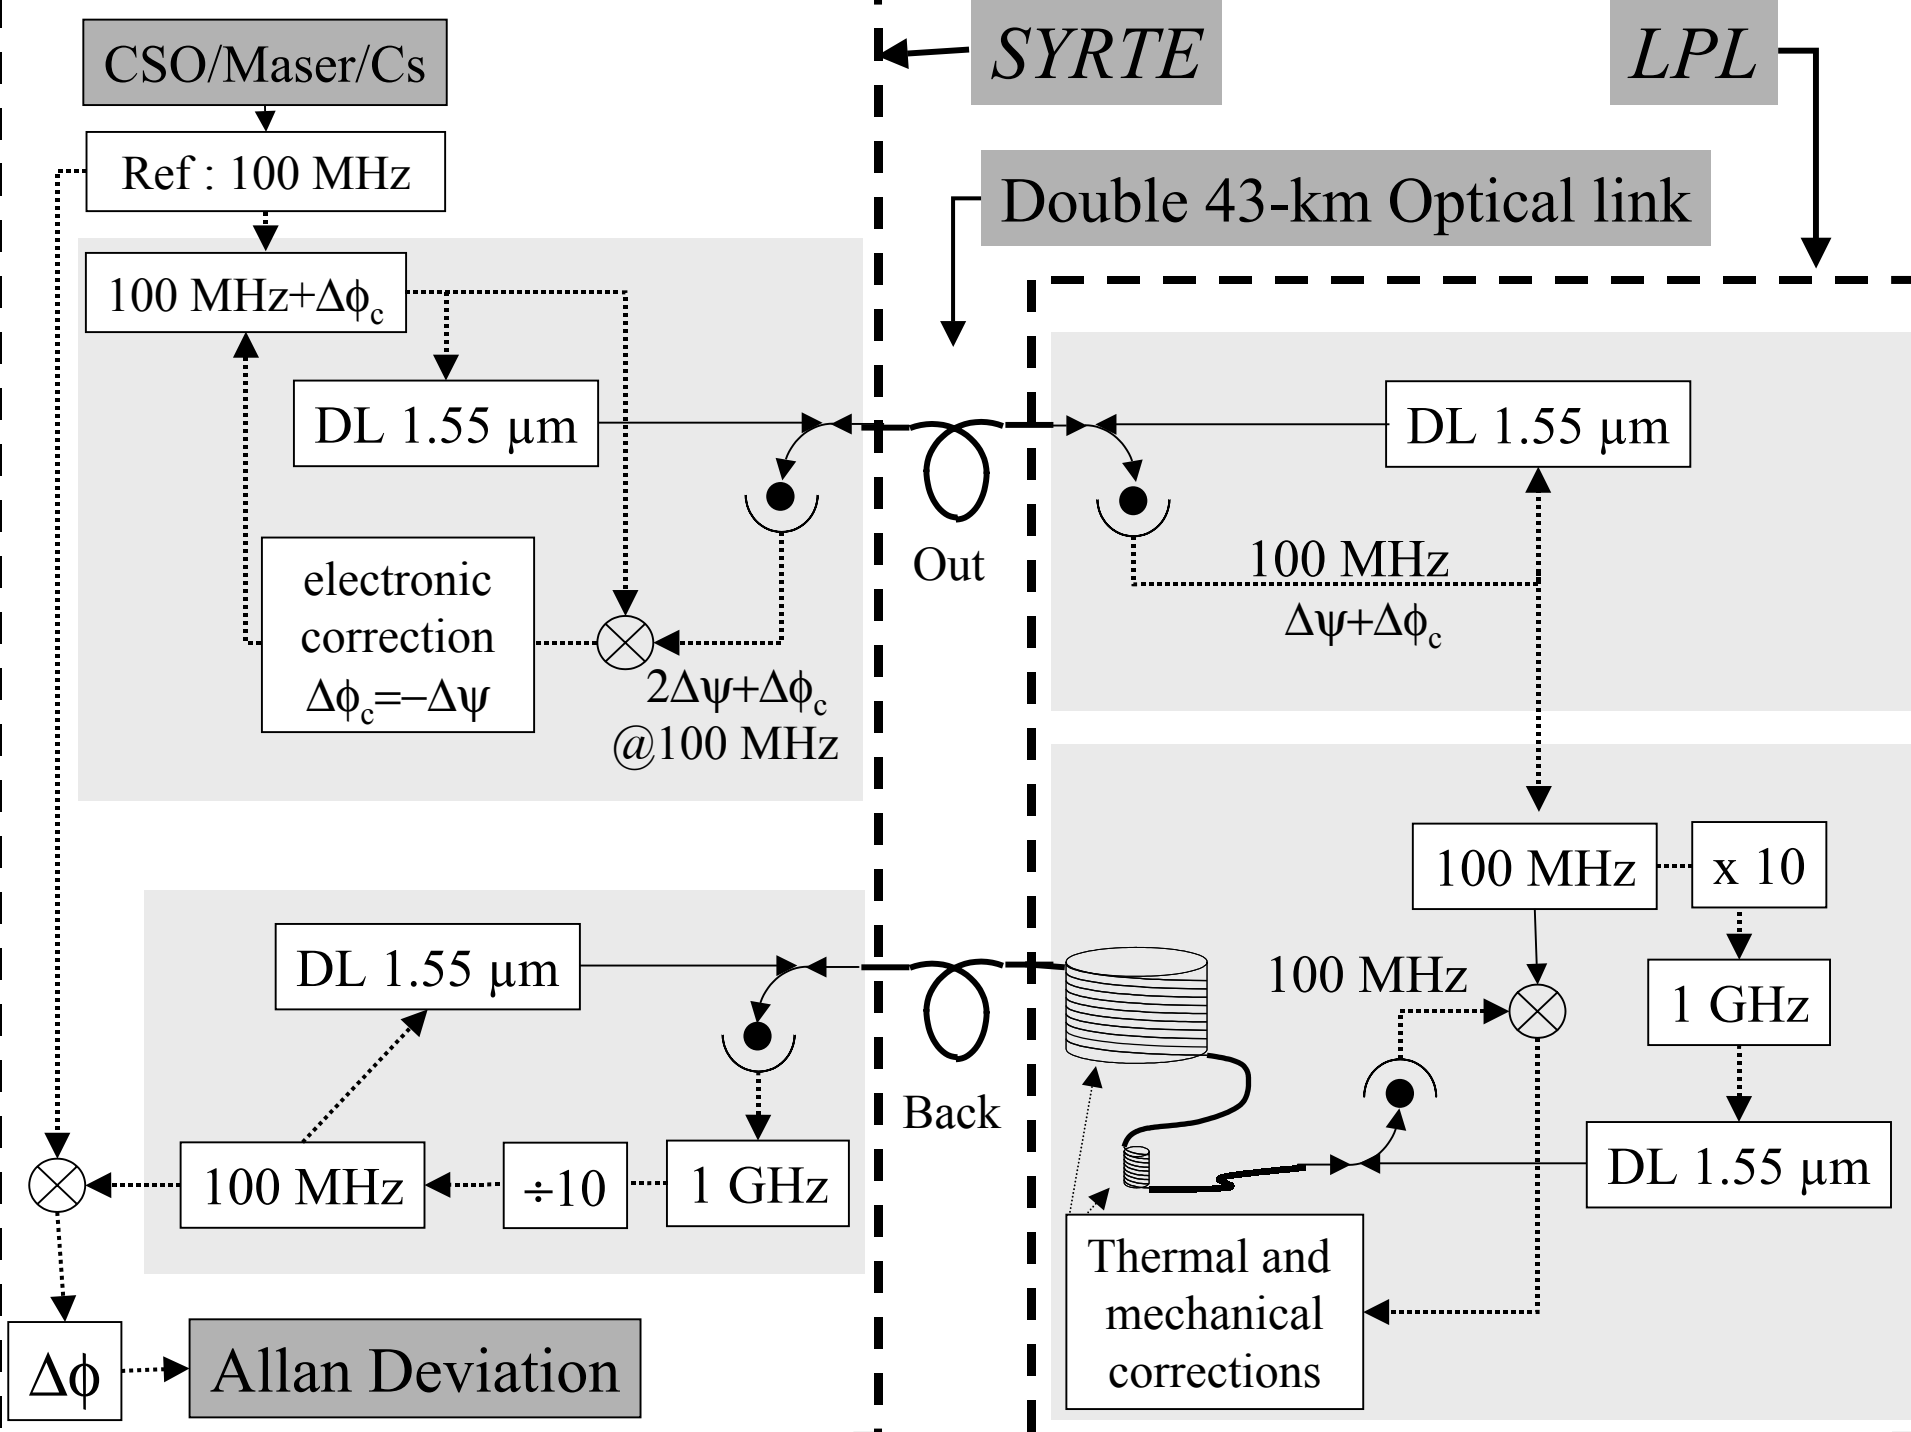 CSO/Maser/Cs
SYRTE
LPL
Ref : 100 MHz
Double 43-km Optical link
100 MHz+Δϕc
DL 1.55 µm
DL 1.55 µm
electronic
correction
Δϕc=−Δψ
2Δψ+Δϕc
@100 MHz
Out
100 MHz
Δψ+Δϕc
100 MHz
x 10
DL 1.55 µm
100 MHz
1 GHz
Back
100 MHz
÷10
1 GHz
DL 1.55 µm
Thermal and
mechanical
corrections
Δϕ
Allan Deviation